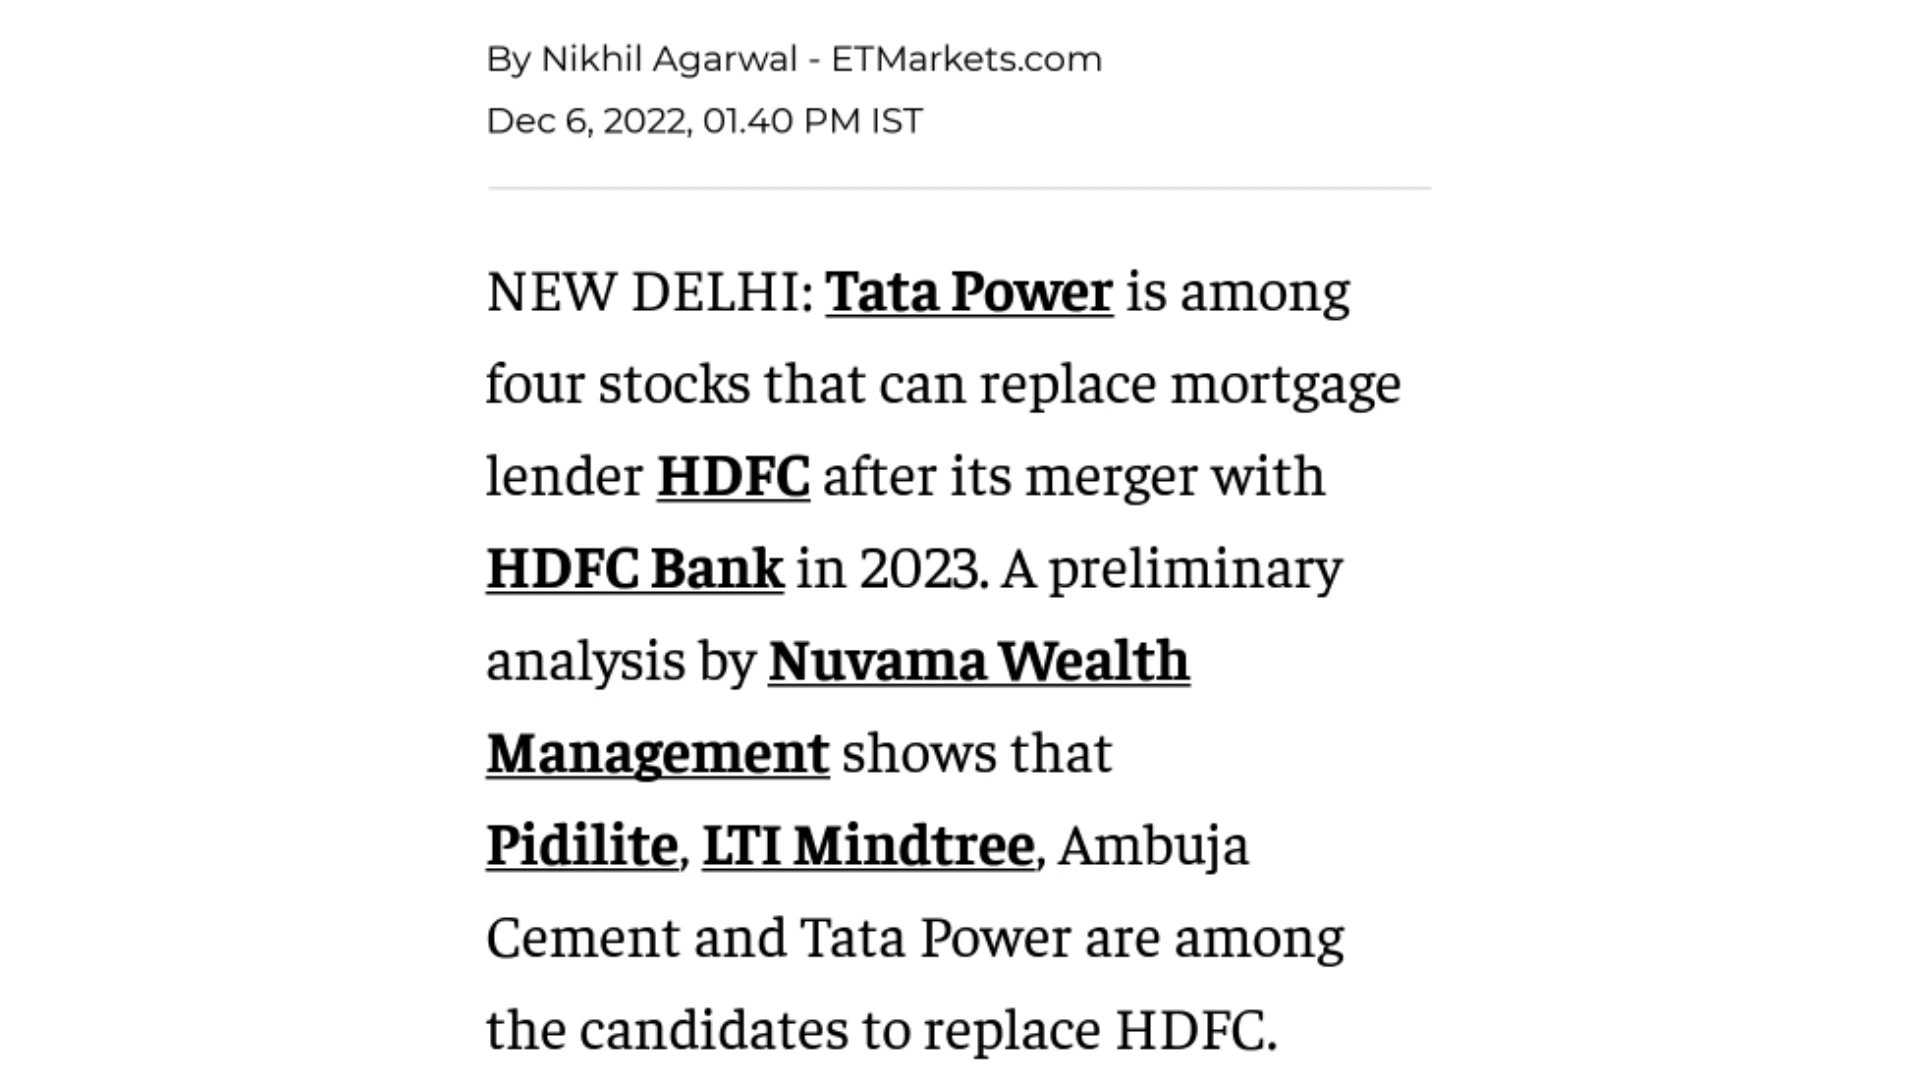 By Nikhil Agarwal - ETMarkets.com
Dec 6, 2022, 01.40 PM IST
NEW DELHI: Tata Power is among
four stocks that can replace mortgage
lender HDFC after its merger with
HDFC Bank in 2023. A preliminary
analysis by Nuvama Wealth
Management shows that
Pidilite, LTI Mindtree, Ambuja
Cement and Tata Power are among
the candidates to replace HDFC.